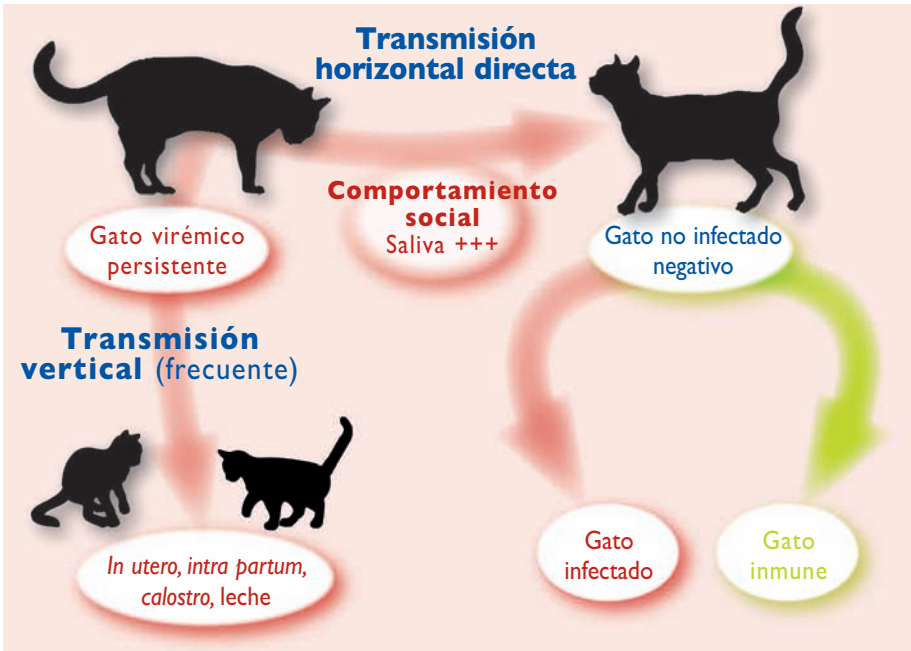 Transmisión
horizontal directa
Comportamiento
social
Saliva +++
Gato virémico
persistente
Gato no infectado
negativo
Transmisión
vertical (frecuente)
In utero, intra partum,
calostro, leche
Gato
infectado
Gato
inmune